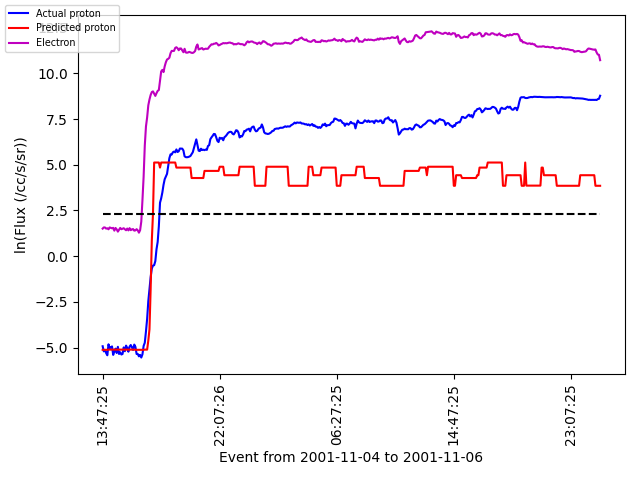 Actual proton
Predicted proton
Electron
10.0
7.5
5.0
2.5
0.0
−2.5
−5.0
ln(Flux (/cc/s/sr))
13:47:25
22:07:26
06:27:25
14:47:25
23:07:25
Event from 2001-11-04 to 2001-11-06